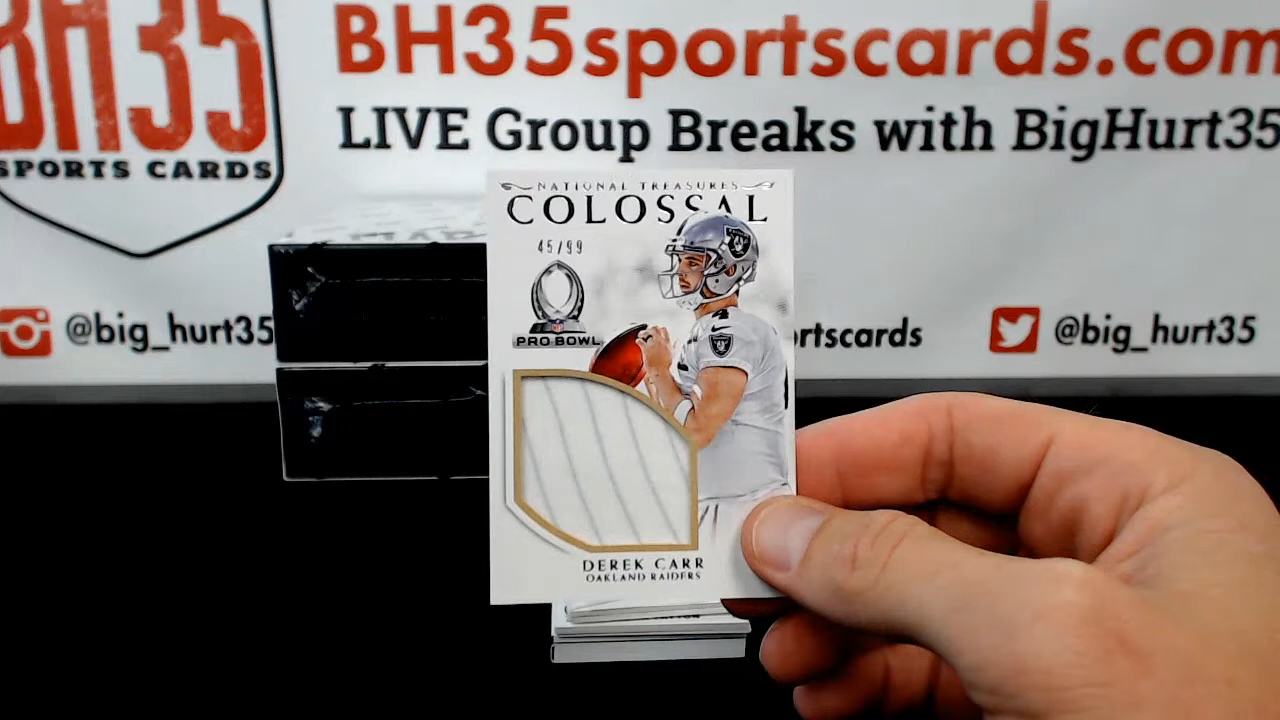 BH35
SPORTS CARDS
BH35sportscards.com
LIVE Group Breaks with BigHurt35
@big_hurt35
rtscards
@big_hurt35
NATIONAL TREASURES
COLOSSAL
45/99
PRO BOWL
4
DEREK CARR
OAKLAND RAIDERS